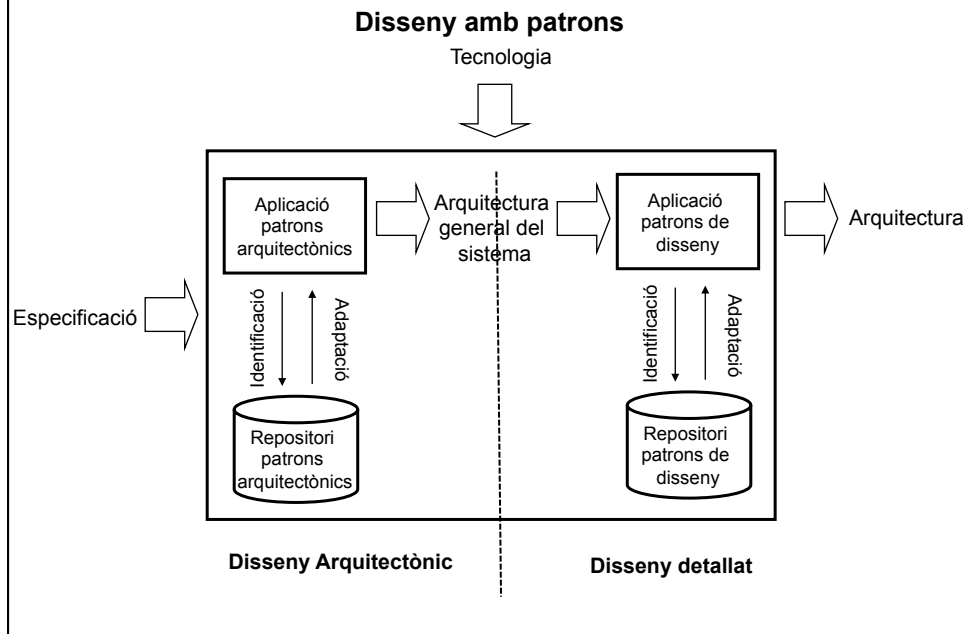 Disseny amb patrons
Tecnologia
Aplicació
patrons
arquitectònics
Arquitectura
general del
sistema
Aplicació
patrons de
disseny
Arquitectura
Especificació
Identificació
Adaptació
Identificació
Adaptació
Repositori
patrons
arquitectònics
Repositori
patrons de
disseny
Disseny Arquitectònic
Disseny detallat